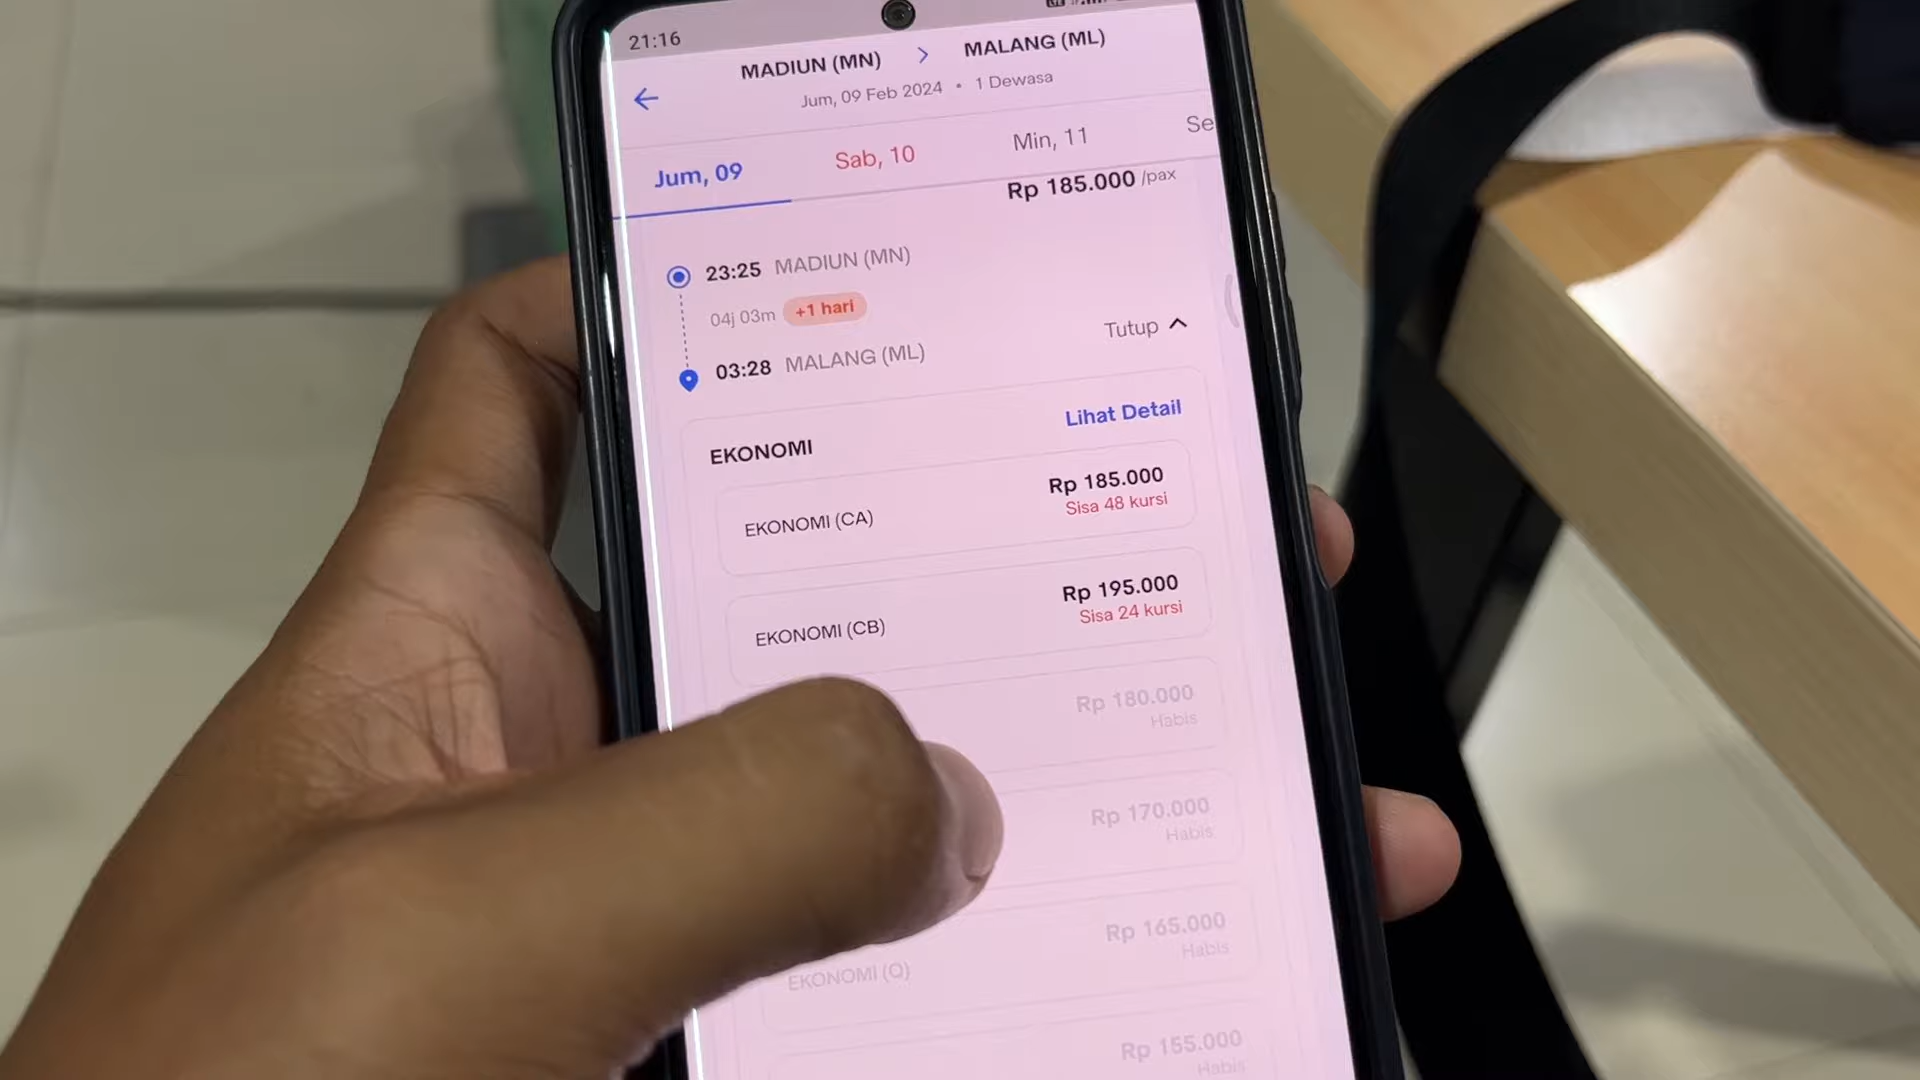 21:16
MADIUN (MN) > MALANG (ML)
Jum, 09 Feb 2024 • 1 Dewasa
Jum, 09
Sab, 10
Min, 11
Se
Rp 185.000 /pax
23:25 MADIUN (MN)
04j 03m +1 hari
Tutup
03:28 MALANG (ML)
Lihat Detail
EKONOMI
Rp 185.000
EKONOMI (CA)
Sisa 48 kursi
Rp 195.000
EKONOMI (CB)
Sisa 24 kursi
Rp 180.000
Habis
Rp 170.000
Habis
Rp 165.000
EKONOMI (Q)
Habis
Rp 155.000
Habis